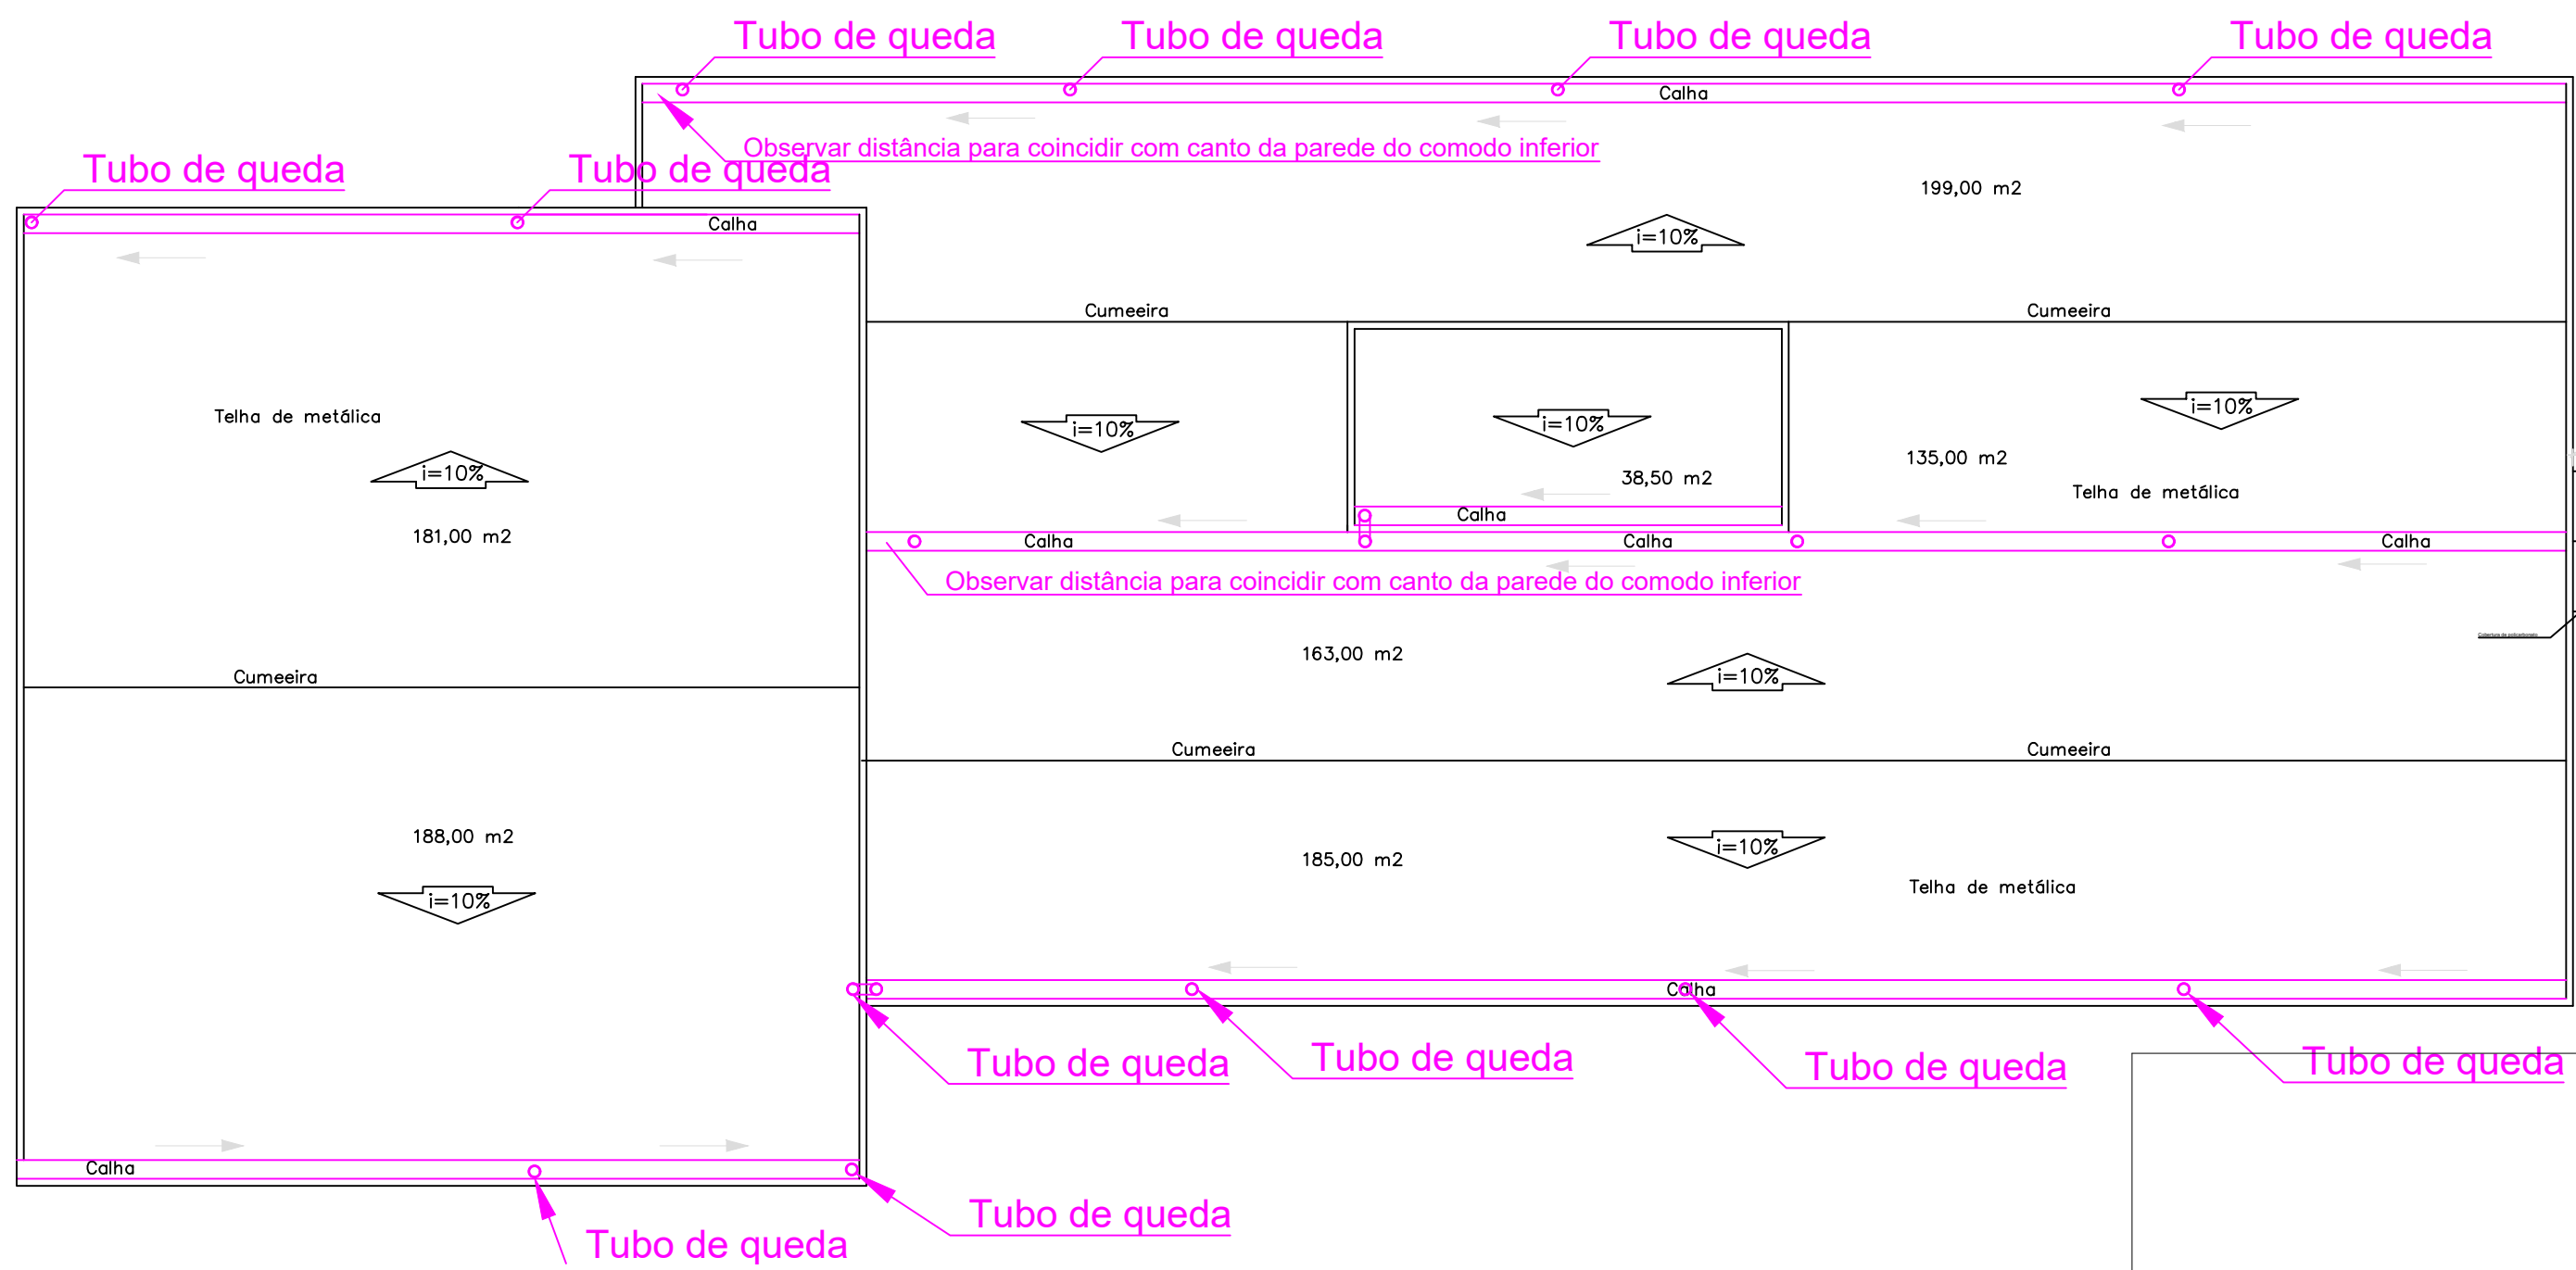 Tubo de queda
Tubo de queda
Tubo de queda
Tubo de queda
Calha
Observar distância para coincidir com canto da parede do comodo inferior
Tubo de queda
Tubo de queda
199,00 m2
Calha
i=10%
Cumeeira
Cumeeira
Telha de metálica
i=10%
i=10%
i=10%
i=10%
38,50 m2
135,00 m2
Telha de metálica
181,00 m2
Calha
Calha
Calha
Calha
Observar distância para coincidir com canto da parede do comodo inferior
Cobertura de policarbonato
163,00 m2
Cumeeira
i=10%
Cumeeira
Cumeeira
188,00 m2
i=10%
185,00 m2
Telha de metálica
i=10%
Calha
Tubo de queda
Tubo de queda
Tubo de queda
Tubo de queda
Calha
Tubo de queda
Tubo de queda